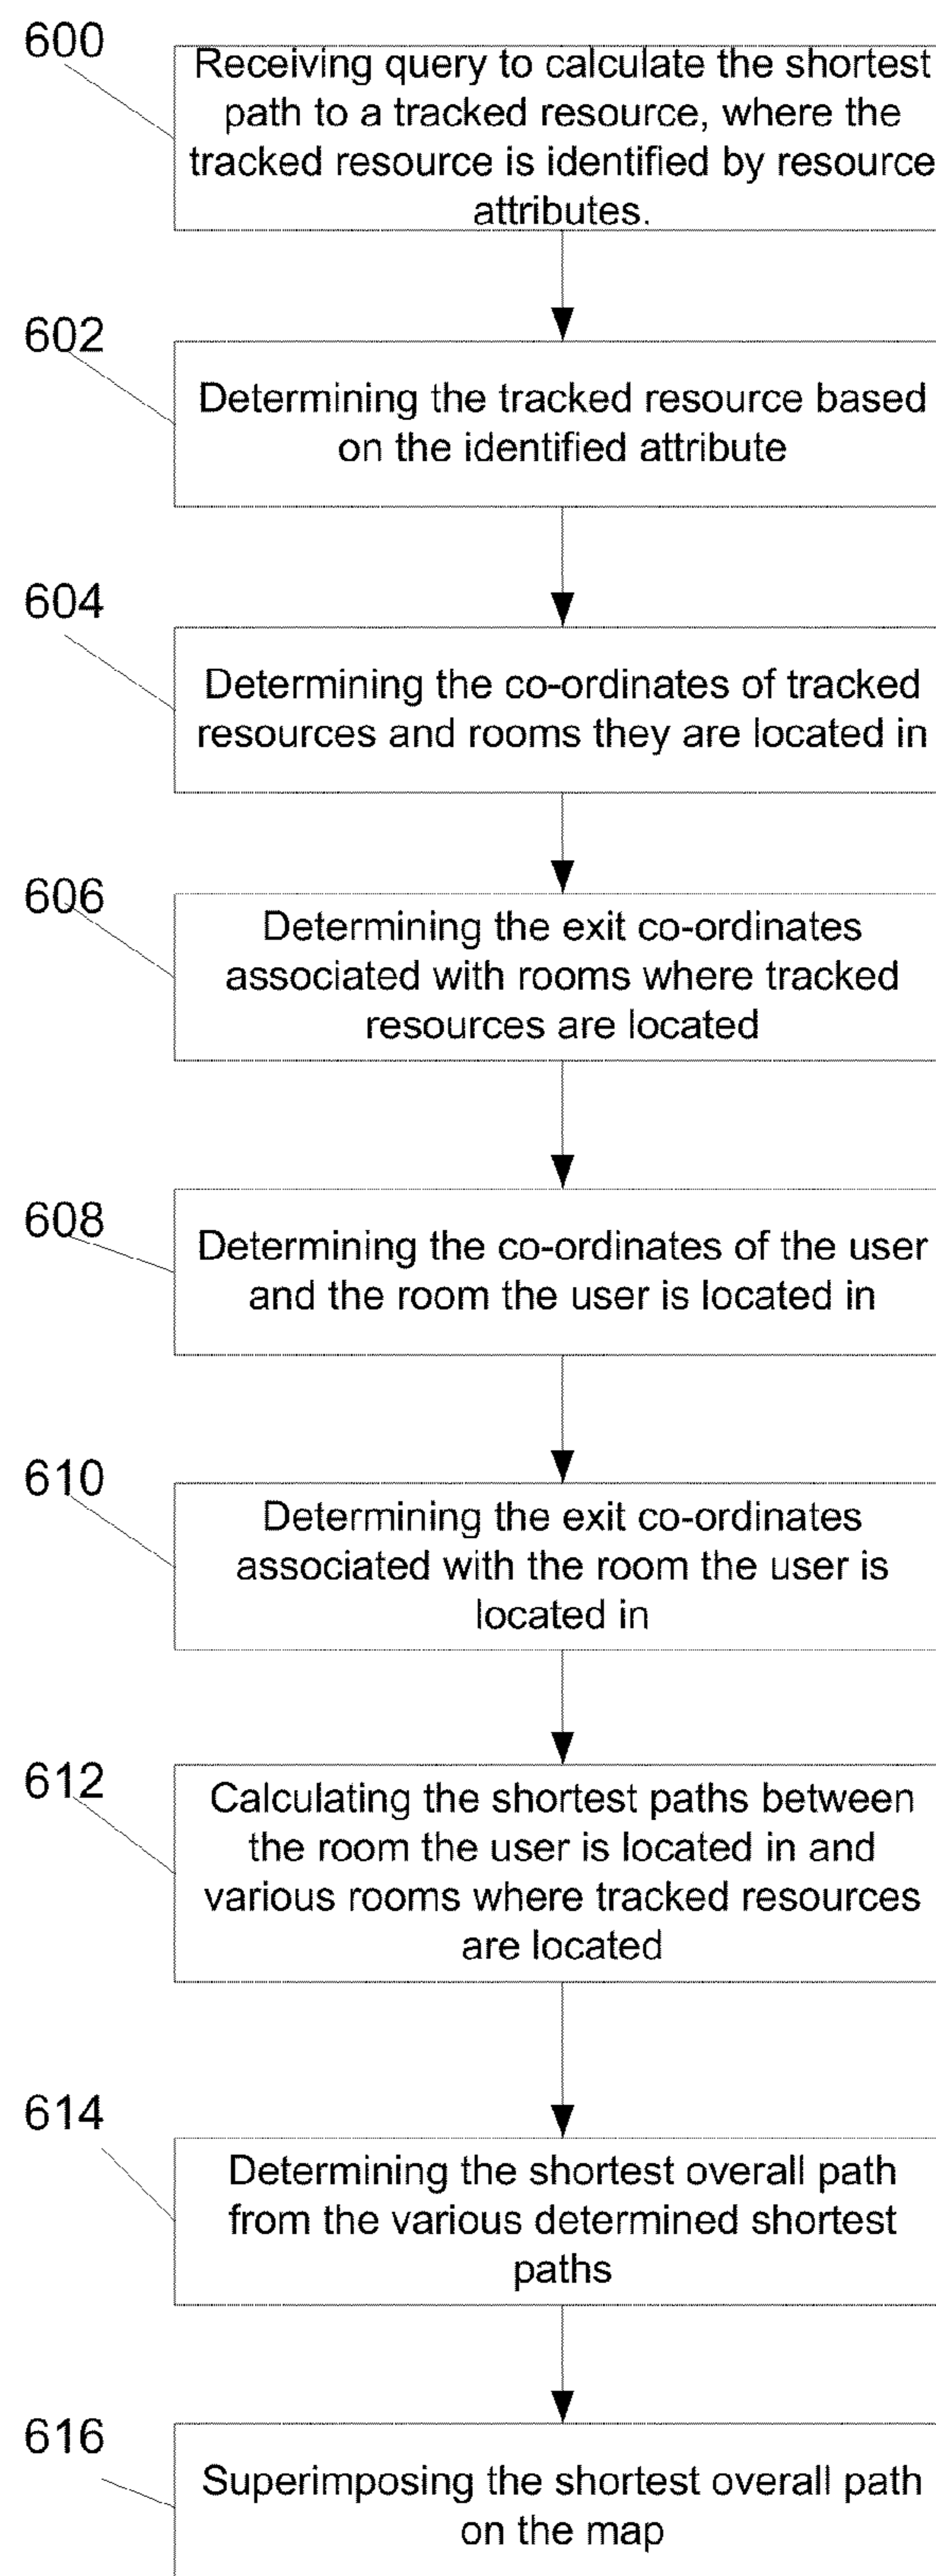 600
Receiving query to calculate the shortest
path to a tracked resource, where the
tracked resource is identified by resource
attributes.
602
Determining the tracked resource based
on the identified attribute
604
Determining the co-ordinates of tracked
resources and rooms they are located in
606
Determining the exit co-ordinates
associated with rooms where tracked
resources are located
608
Determining the co-ordinates of the user
and the room the user is located in
610
Determining the exit co-ordinates
associated with the room the user is
located in
612
Calculating the shortest paths between
the room the user is located in and
various rooms where tracked resources
are located
614
Determining the shortest overall path
from the various determined shortest
paths
616
Superimposing the shortest overall path
on the map